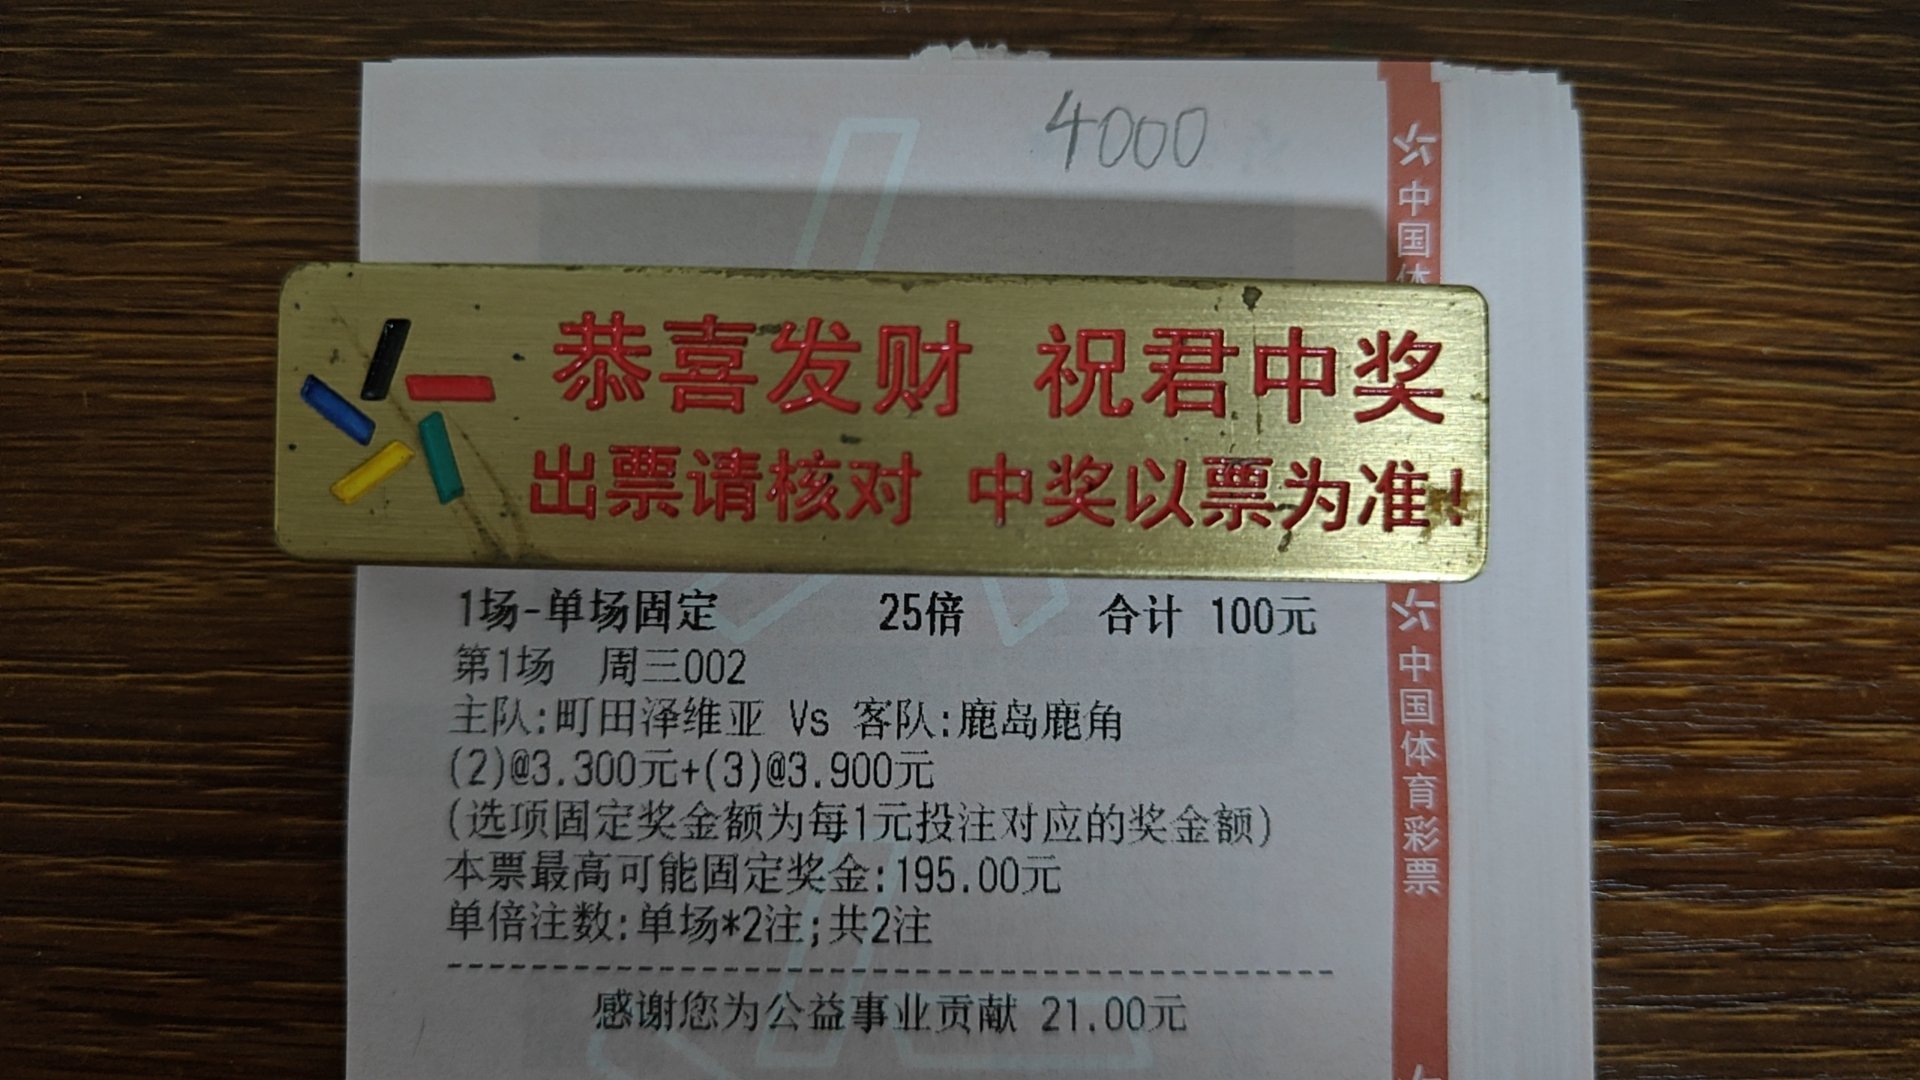 4000
中国体
恭喜发财 祝君中奖
出票请核对 中奖以票为准!
1场-单场固定 25倍 合计 100元
第1场 周三002
主队:町田泽维亚 Vs 客队:鹿岛鹿角
(2)@3.300元+(3)@3.900元
(选项固定奖金额为每1元投注对应的奖金额)
本票最高可能固定奖金:195.00元
单倍注数:单场*2注;共2注
感谢您为公益事业贡献 21.00元
中国体育彩票